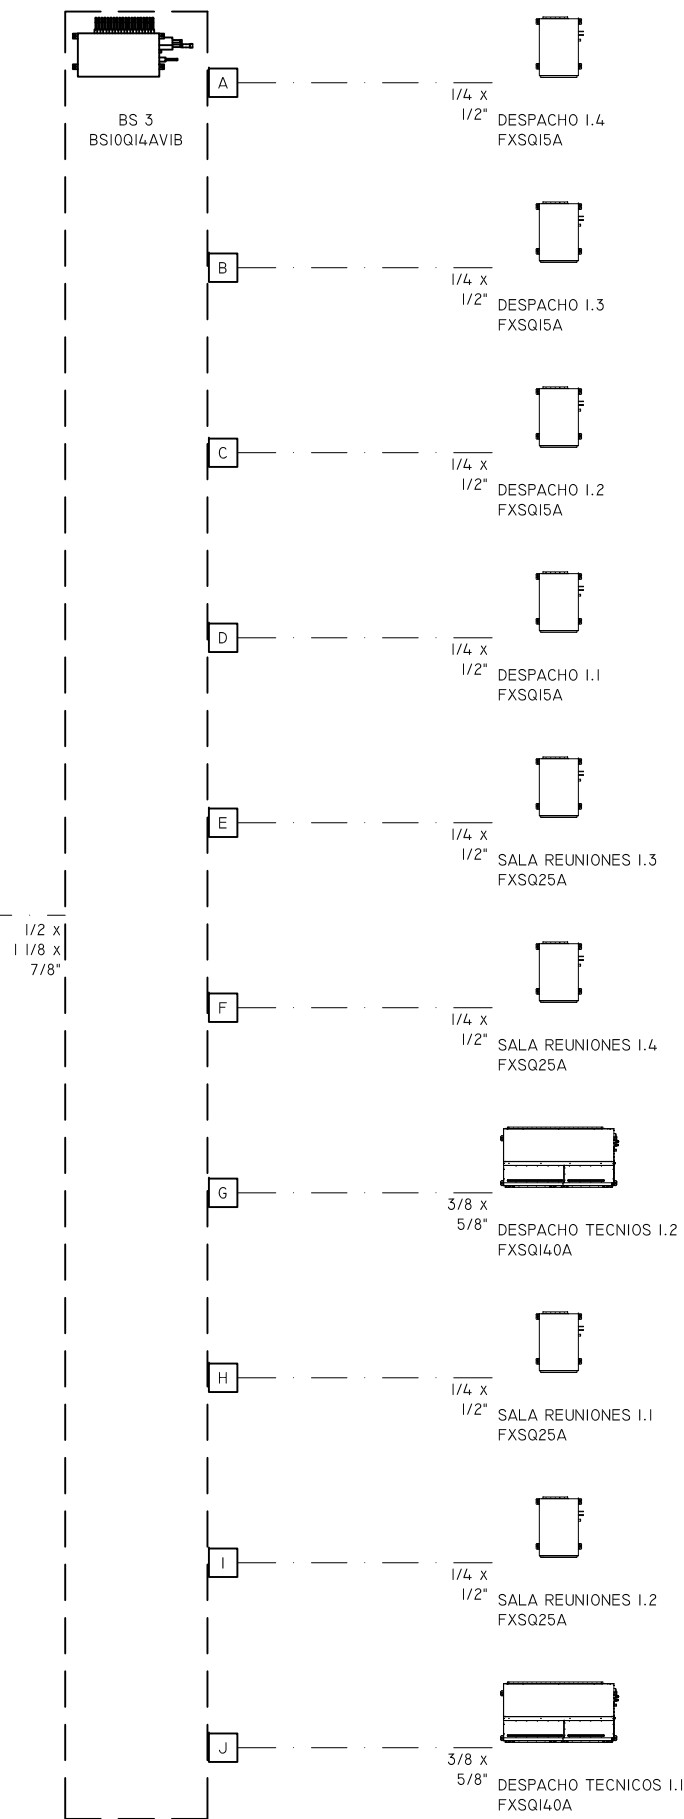 BS 3
BS10Q14AV1B
A
1/4 x
1/2"
DESPACHO 1.4
FXSQ15A
B
1/4 x
1/2"
DESPACHO 1.3
FXSQ15A
C
1/4 x
1/2"
DESPACHO 1.2
FXSQ15A
D
1/4 x
1/2"
DESPACHO 1.1
FXSQ15A
E
1/4 x
1/2"
SALA REUNIONES 1.3
FXSQ25A
1/2 x
1 1/8 x
7/8"
F
1/4 x
1/2"
SALA REUNIONES 1.4
FXSQ25A
G
3/8 x
5/8"
DESPACHO TECNIOS 1.2
FXSQ140A
H
1/4 x
1/2"
SALA REUNIONES 1.1
FXSQ25A
I
1/4 x
1/2"
SALA REUNIONES 1.2
FXSQ25A
J
3/8 x
5/8"
DESPACHO TECNICOS 1.1
FXSQ140A